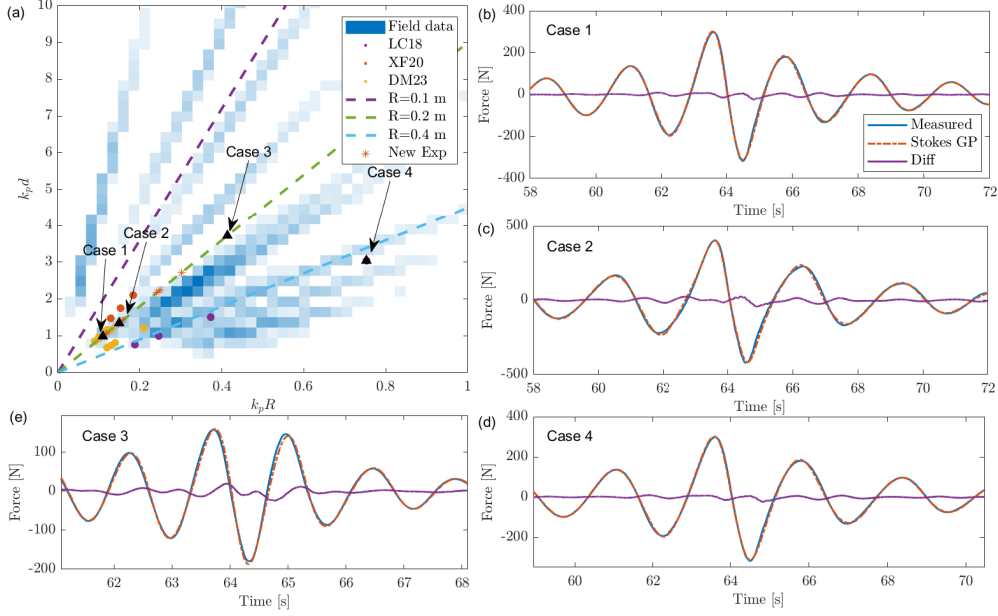 (a)
10
9
8
7
6
5
4
3
2
1
0
k_p d
0
0.2
0.4
0.6
0.8
1
k_p R
Field data
LC18
XF20
DM23
R=0.1 m
R=0.2 m
R=0.4 m
New Exp
Case 3
Case 4
Case 2
Case 1
(b)
Case 1
400
200
0
-200
-400
Force [N]
58
60
62
64
66
68
70
72
Time [s]
Measured
Stokes GP
Diff
(c)
Case 2
500
0
-500
Force [N]
58
60
62
64
66
68
70
72
Time [s]
(e)
Case 3
100
0
-100
-200
Force [N]
62
63
64
65
66
67
68
Time [s]
(d)
Case 4
400
200
0
-200
Force [N]
60
62
64
66
68
70
Time [s]